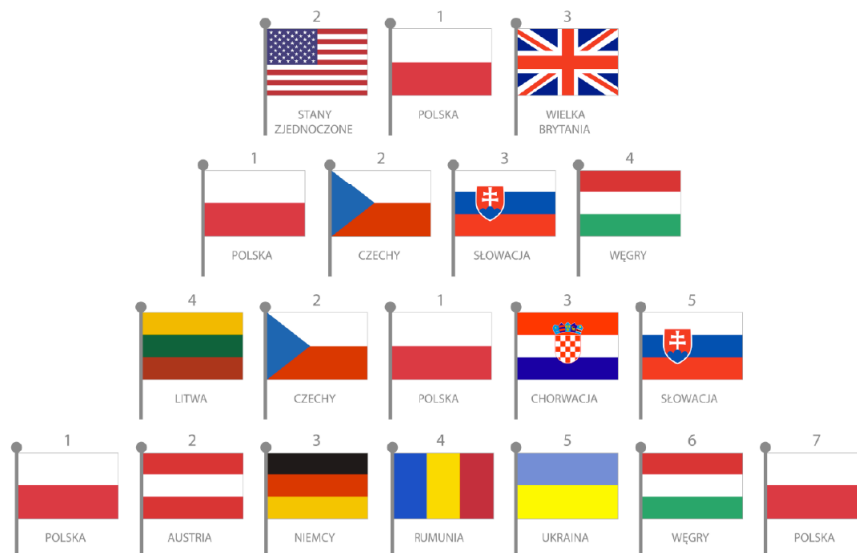 2 1 3
STANY ZJEDNOCZONE POLSKA WIELKA BRYTANIA
1 2 3 4
POLSKA CZECHY SŁOWACJA WĘGRY
4 2 1 3 5
LITWA CZECHY POLSKA CHORWACJA SŁOWACJA
1 2 3 4 5 6 7
POLSKA AUSTRIA NIEMCY RUMUNIA UKRAINA WĘGRY POLSKA